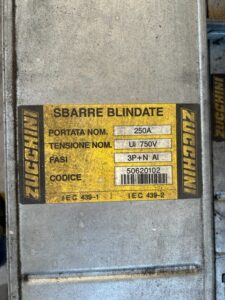 ZUCCHINI
SBARRE BLINDATE
PORTATA NOM. 250A
TENSIONE NOM. Ui 750V
FASI 3P+N Al
CODICE 50620102
IEC 439-1 IEC 439-2
ZUCCHINI